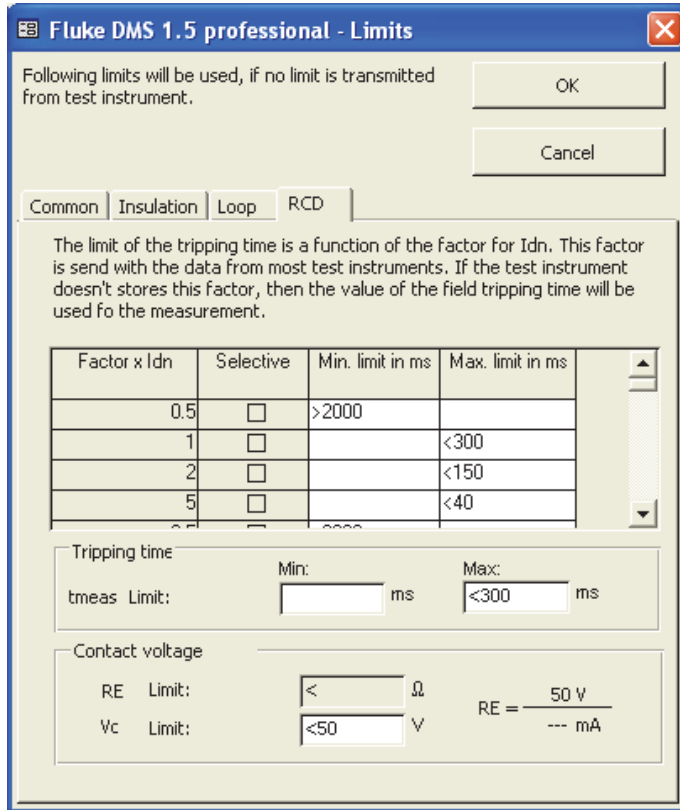 Fluke DMS 1.5 professional - Limits
Following limits will be used, if no limit is transmitted
from test instrument.
OK
Cancel
Common Insulation Loop RCD
The limit of the tripping time is a function of the factor for Idn. This factor
is send with the data from most test instruments. If the test instrument
doesn't stores this factor, then the value of the field tripping time will be
used fo the measurement.
Factor x Idn Selective Min. limit in ms Max. limit in ms
0.5 >2000
1 <300
2 <150
5 <40
Tripping time
Min: Max:
tmeas Limit: ms <300 ms
Contact voltage
RE Limit: < Ω
Vc Limit: <50 V
RE = 50 V
--- mA